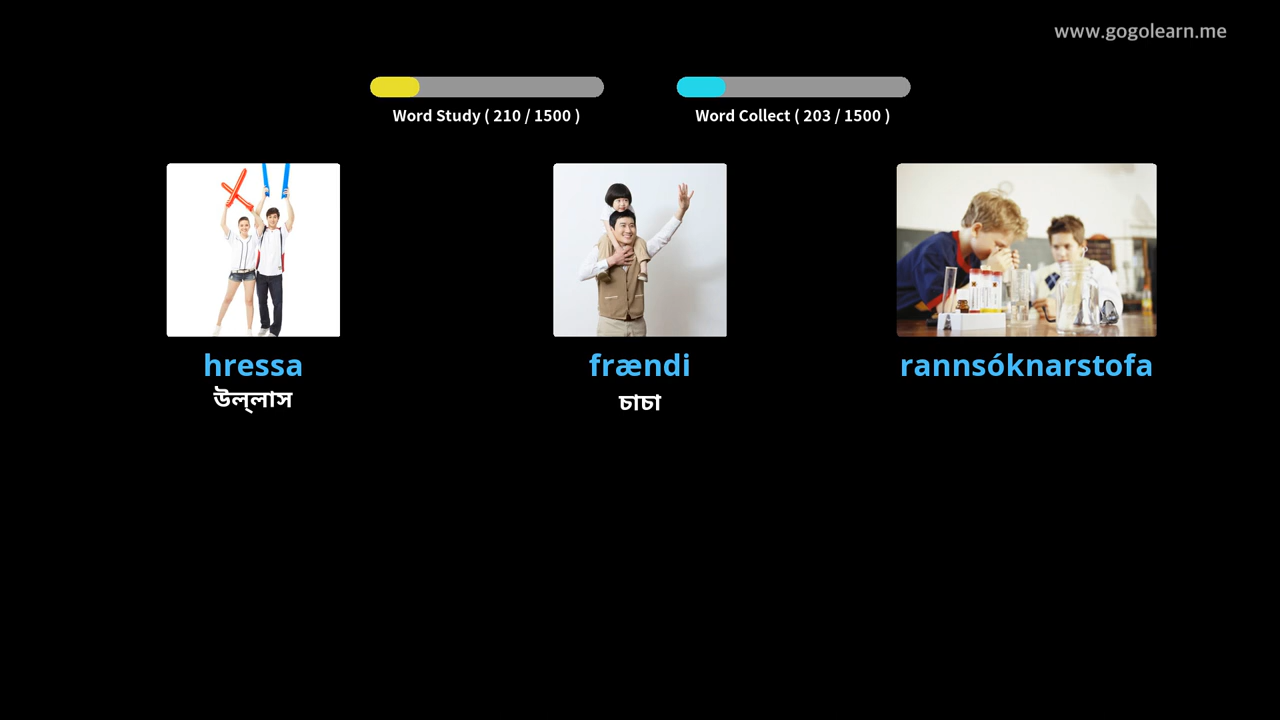 www.gogolearn.me
Word Study ( 210 / 1500 )
Word Collect ( 203 / 1500 )
hressa
frændi
rannsóknarstofa
উল্‌লাস
চাচা